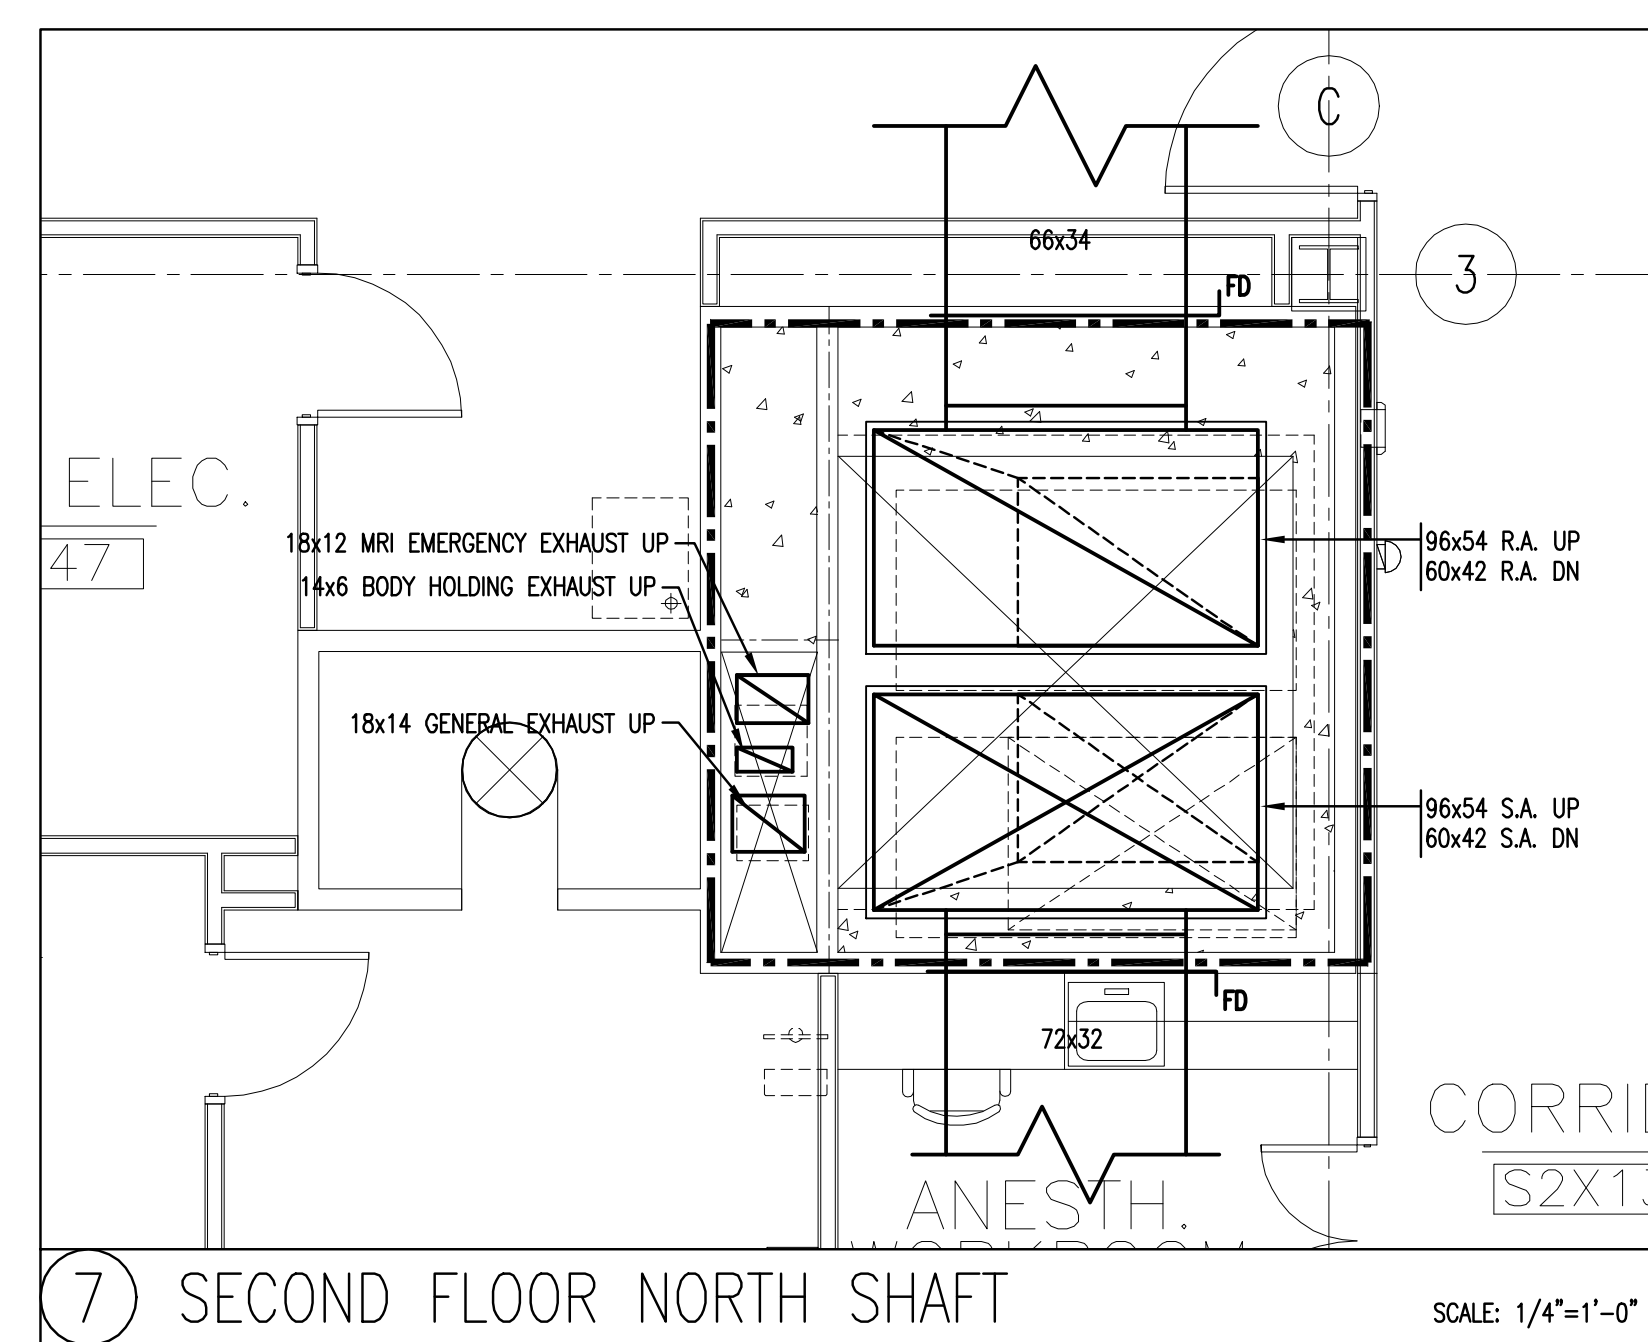 C
66x34
3
FD
ELEC.
47
18x12 MRI EMERGENCY EXHAUST UP
14x6 BODY HOLDING EXHAUST UP
96x54 R.A. UP
60x42 R.A. DN
18x14 GENERAL EXHAUST UP
96x54 S.A. UP
60x42 S.A. DN
FD
72x32
ANESTH.
WORKROOM
7 SECOND FLOOR NORTH SHAFT
SCALE: 1/4"=1'-0"